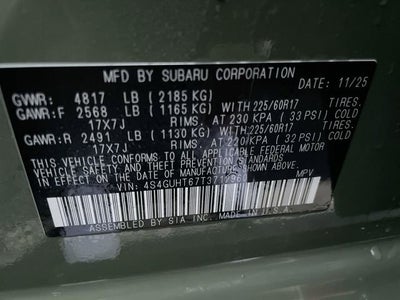 MFD BY SUBARU CORPORATION
DATE: 11/25
GVWR: 4817 LB (2185 KG)
GAWR:F 2568 LB (1165 KG) WITH 225/60R17 TIRES.
17X7J RIMS, AT 230 KPA (33 PSI) COLD
GAWR:R 2491 LB (1130 KG) WITH 225/60R17 TIRES.
17X7J RIMS, AT 220 KPA (32 PSI) COLD
THIS VEHICLE CONFORMS TO ALL APPLICABLE FEDERAL MOTOR
VEHICLE SAFETY AND THEFT PREVENTION STANDARDS
IN EFFECT ON THE DATE OF MANUFACTURE SHOWN ABOVE.
VIN: MPV
ASSEMBLED BY SIA INC. MADE IN U.S.A.